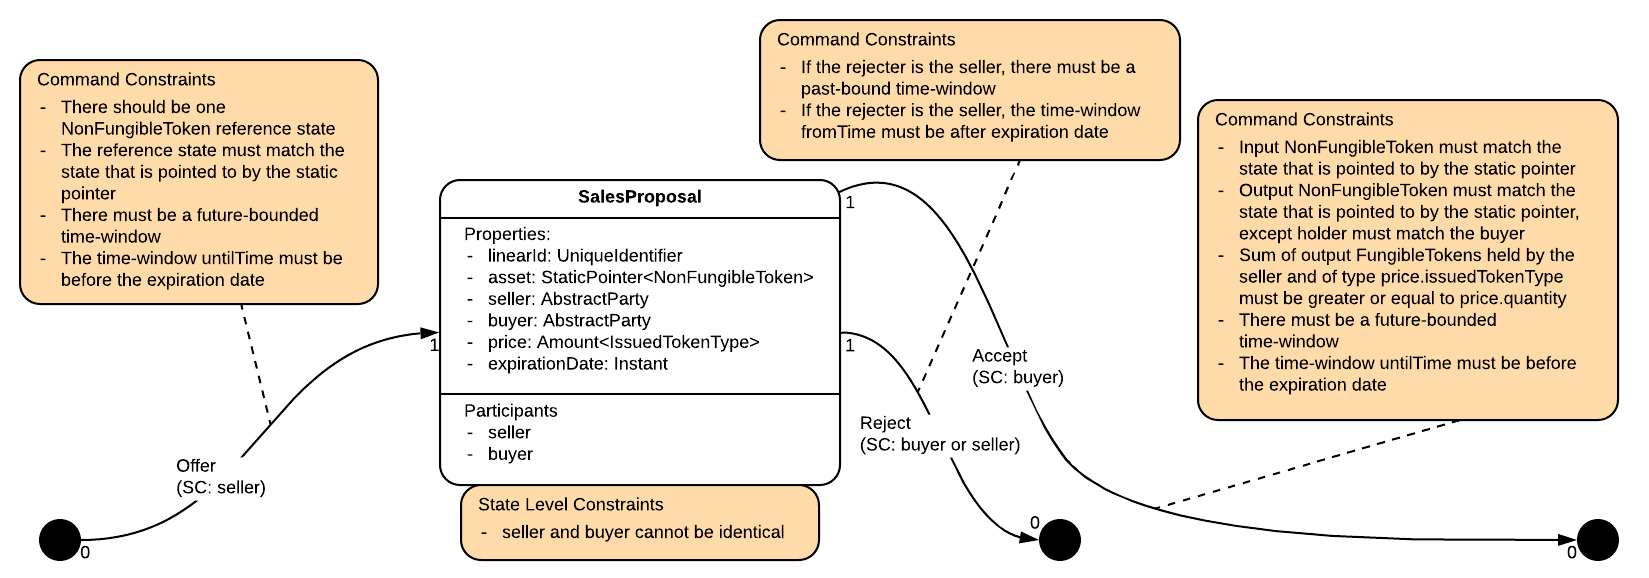 Command Constraints
- There should be one
NonFungibleToken reference state
- The reference state must match the
state that is pointed to by the static
pointer
- There must be a future-bounded
time-window
- The time-window untilTime must be
before the expiration date
Offer
(SC: seller)
0
1
SalesProposal
Properties:
- linearId: UniqueIdentifier
- asset: StaticPointer<NonFungibleToken>
- seller: AbstractParty
- buyer: AbstractParty
- price: Amount<IssuedTokenType>
- expirationDate: Instant
Participants
- seller
- buyer
State Level Constraints
- seller and buyer cannot be identical
Command Constraints
- If the rejecter is the seller, there must be a
past-bound time-window
- If the rejecter is the seller, the time-window
fromTime must be after expiration date
1
Reject
(SC: buyer or seller)
0
1
Accept
(SC: buyer)
0
Command Constraints
- Input NonFungibleToken must match the
state that is pointed to by the static pointer
- Output NonFungibleToken must match the
state that is pointed to by the static pointer,
except holder must match the buyer
- Sum of output FungibleTokens held by the
seller and of type price.issuedTokenType
must be greater or equal to price.quantity
- There must be a future-bounded
time-window
- The time-window untilTime must be before
the expiration date